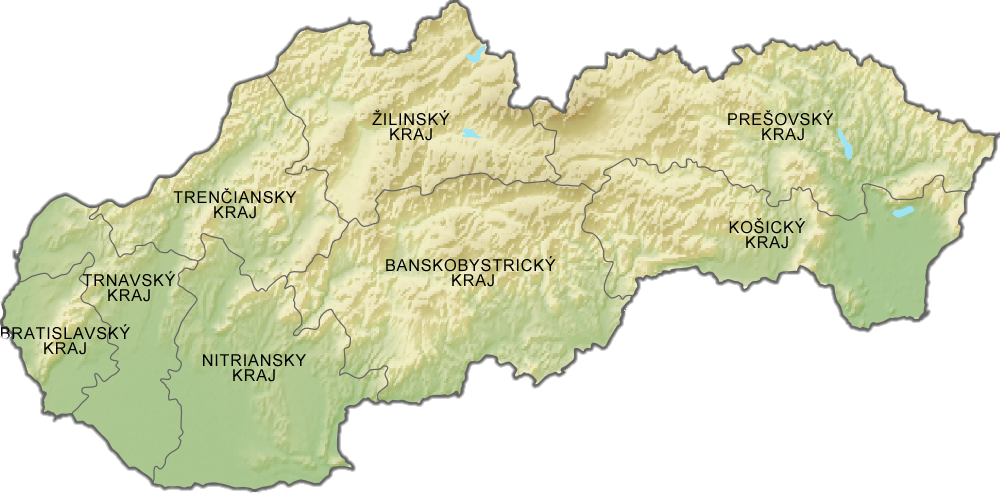 ŽILINSKÝ
KRAJ
PREŠOVSKÝ
KRAJ
TRENČIANSKY
KRAJ
KOŠICKÝ
KRAJ
BANSKOBYSTRICKÝ
KRAJ
TRNAVSKÝ
KRAJ
BRATISLAVSKÝ
KRAJ
NITRIANSKY
KRAJ